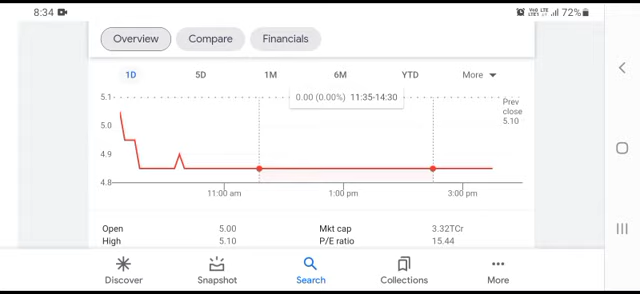 8:34 72%
Overview Compare Financials
1D 5D 1M 6M YTD More
0.00 (0.00%) 11:35-14:30
5.1
Prev
close
5.10
5.0
4.9
4.8
11:00 am 1:00 pm 3:00 pm
Open 5.00 Mkt cap 3.32TCr
High 5.10 P/E ratio 15.44
Discover Snapshot Search Collections More